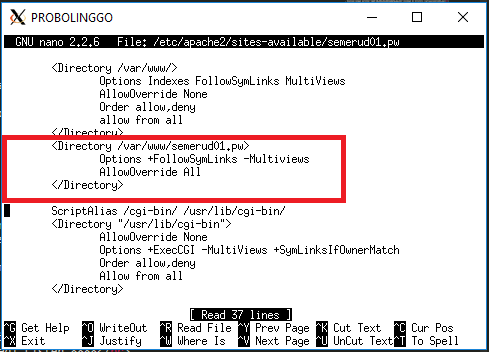 PROBOLINGGO
GNU nano 2.2.6 File: /etc/apache2/sites-available/semerud01.pw
<Directory /var/www/>
Options Indexes FollowSymLinks MultiViews
AllowOverride None
Order allow,deny
allow from all
</Directory>
<Directory /var/www/semerud01.pw>
Options +FollowSymLinks -Multiviews
AllowOverride All
</Directory>
ScriptAlias /cgi-bin/ /usr/lib/cgi-bin/
<Directory "/usr/lib/cgi-bin">
AllowOverride None
Options +ExecCGI -MultiViews +SymLinksIfOwnerMatch
Order allow,deny
Allow from all
</Directory>
[ Read 37 lines ]
^G Get Help ^O WriteOut ^R Read File ^Y Prev Page ^K Cut Text ^C Cur Pos
^X Exit ^J Justify ^W Where Is ^V Next Page ^U UnCut Text ^T To Spell